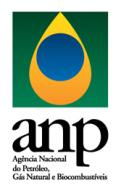 anp
Agência Nacional
do Petróleo,
Gás Natural e Biocombustíveis